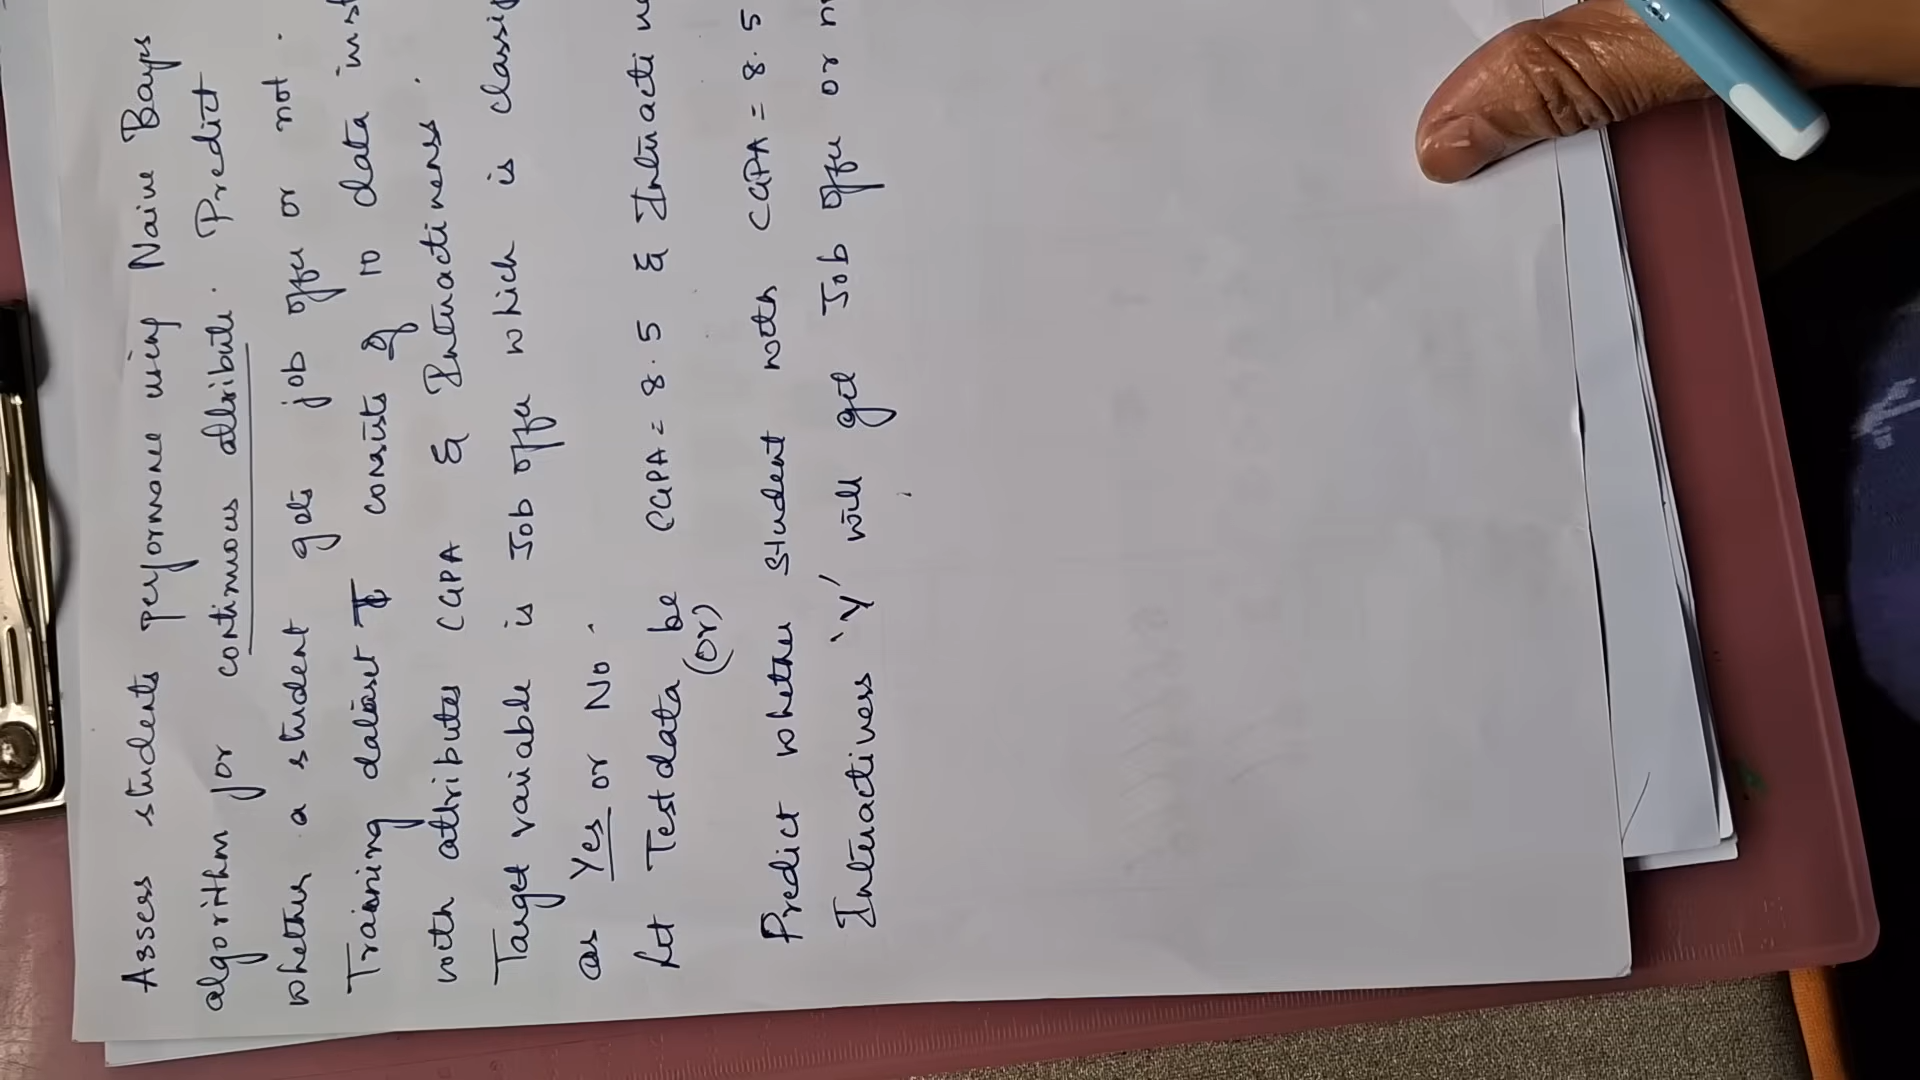 Assess students performance using Naive Bayes
algorithm for continuous attribute. Predict
whether a student gets job offer or not.
Training dataset consists of 10 data inst
with attributes CGPA & Interactiveness.
Target variable is Job offer which is classif
as Yes or No.
Let Test data be CGPA = 8.5 & Interacti
(or)
Predict whether student with CGPA = 8.5
Interactiveness 'Y' will get Job offer or